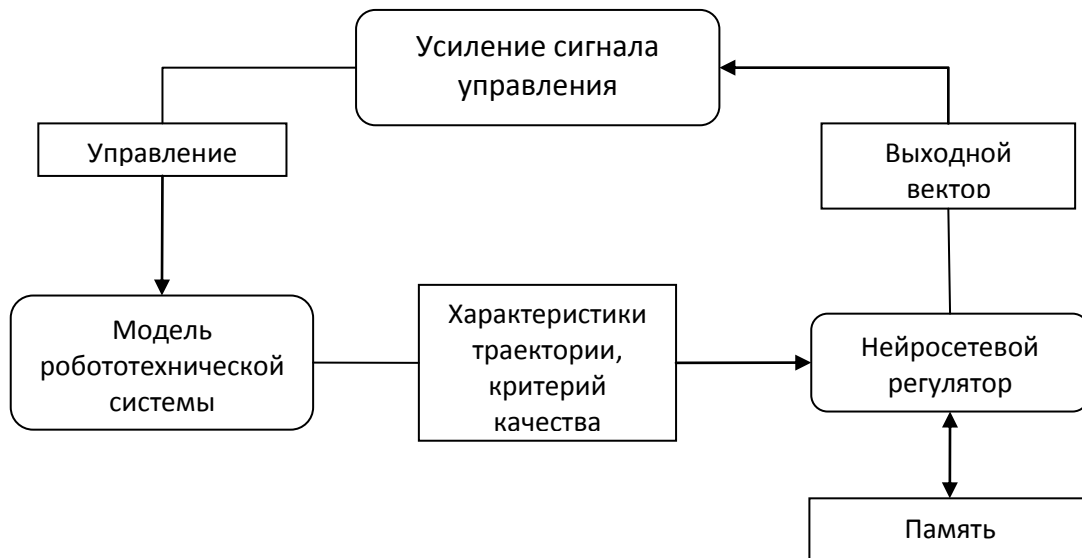 Усиление сигнала
управления
Управление
Выходной
вектор
Модель
робототехнической
системы
Характеристики
траектории,
критерий
качества
Нейросетевой
регулятор
Память